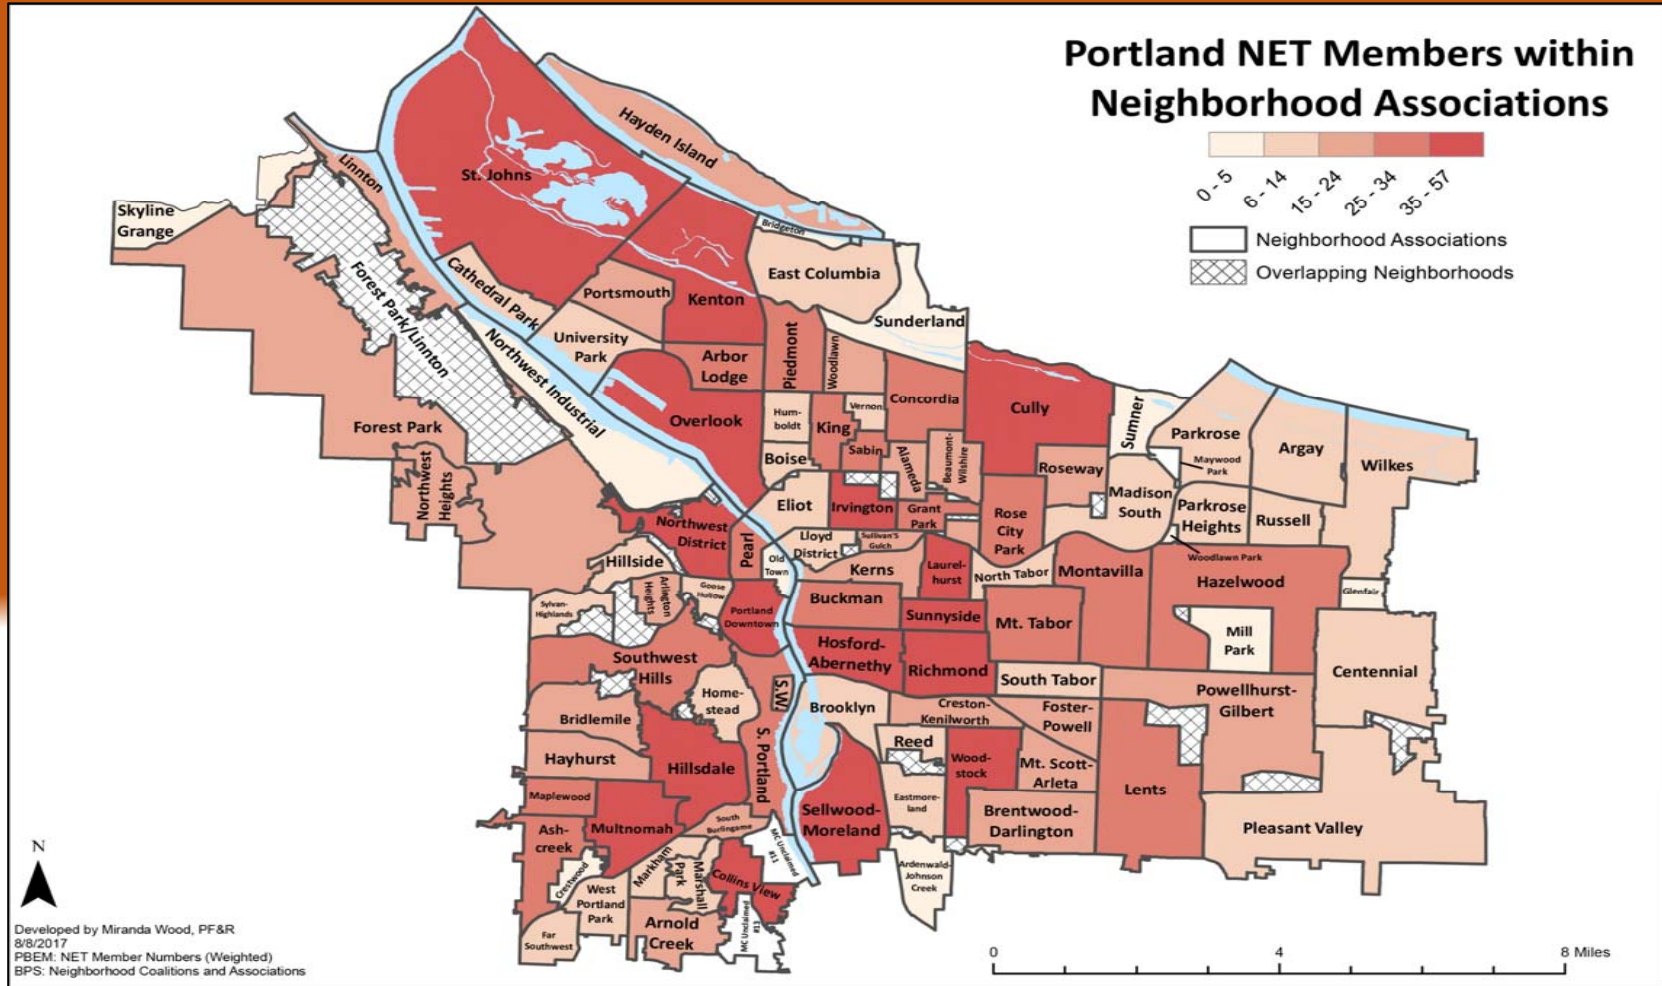 Portland NET Members within
Neighborhood Associations
0 - 5
6 - 14
15 - 24
25 - 34
35 - 57
Neighborhood Associations
Overlapping Neighborhoods
Hayden Island
Linnton
St. Johns
Skyline
Grange
Bridgeton
East Columbia
Forest Park/Linnton
Cathedral Park
Portsmouth
Kenton
Sunderland
University
Park
Northwest Industrial
Arbor
Lodge
Piedmont
Woodlawn
Concordia
Cully
Sumner
Forest Park
Overlook
Hum-
boldt
Vernon
King
Parkrose
Argay
Wilkes
Maywood
Park
Boise
Sabin
Alameda
Beaumont-
Wilshire
Roseway
Northwest
Heights
Madison
South
Parkrose
Heights
Russell
Eliot
Irvington
Grant
Park
Rose
City
Park
Northwest
District
Pearl
Lloyd
District
Sullivan'S
Gulch
Woodlawn Park
Hillside
Old
Town
Kerns
Laurel-
hurst
North Tabor
Montavilla
Hazelwood
Glenfair
Arlington
Heights
Goose
Hollow
Sylvan-
Highlands
Portland
Downtown
Buckman
Sunnyside
Mt. Tabor
Mill
Park
Southwest
Hills
Hosford-
Abernethy
Richmond
South Tabor
Centennial
Home-
stead
S.W.
Brooklyn
Creston-
Kenilworth
Foster-
Powell
Powellhurst-
Gilbert
Bridlemile
Hayhurst
Hillsdale
S. Portland
Reed
Wood-
stock
Mt. Scott-
Arleta
Lents
Maplewood
Eastmore-
land
Sellwood-
Moreland
Brentwood-
Darlington
Pleasant Valley
Ash-
creek
Multnomah
South
Burlingame
MC Unclaimed
#11
Markham
Park
Marshall
Collins View
Ardenwald-
Johnson
Creek
Crestwood
West
Portland
Park
Arnold
Creek
MC Unclaimed
#13
Far
Southwest
N
Developed by Miranda Wood, PF&R
8/8/2017
PBEM: NET Member Numbers (Weighted)
BPS: Neighborhood Coalitions and Associations
0
4
8 Miles